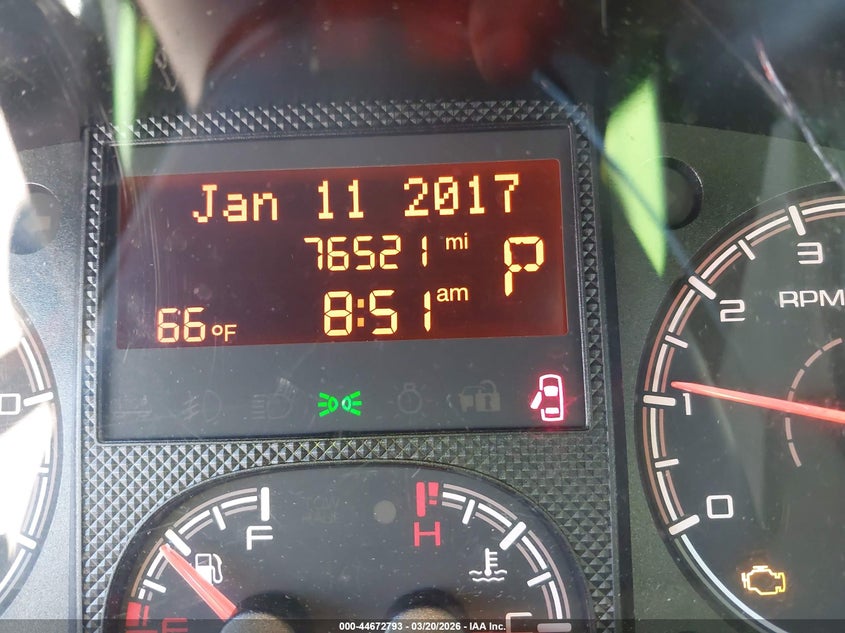 Jan 11 2017
76521 mi
P
8:51 am
66°F
3
2
RPM
1
0
0
F
H
E
C
000-44672793 - 03/20/2026 - IAA Inc.